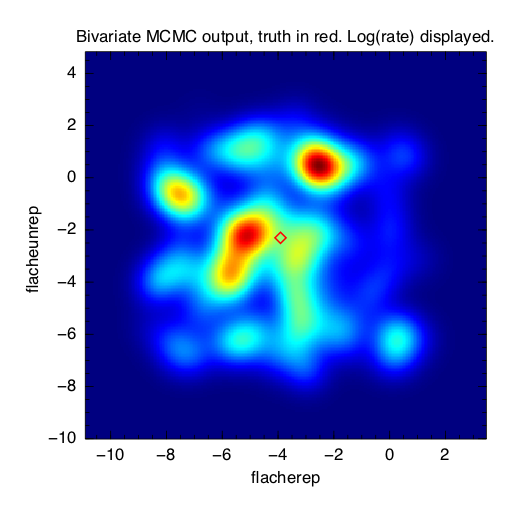 Bivariate MCMC output, truth in red. Log(rate) displayed.
4
2
0
−2
−4
−6
−8
−10
flacheunrep
−10 −8 −6 −4 −2 0 2
flacherep